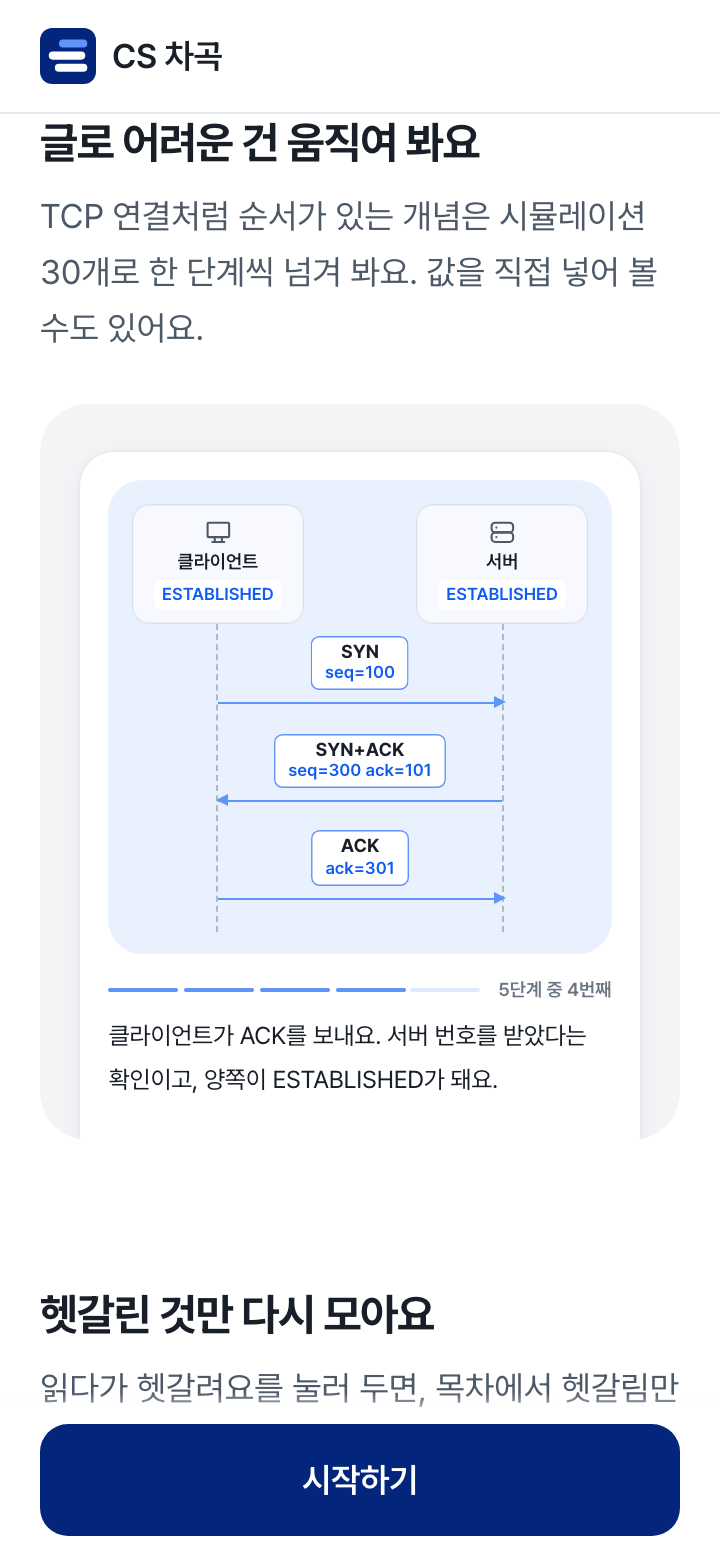 CS 차곡
글로 어려운 건 움직여 봐요
TCP 연결처럼 순서가 있는 개념은 시뮬레이션
30개로 한 단계씩 넘겨 봐요. 값을 직접 넣어 볼
수도 있어요.
클라이언트
서버
ESTABLISHED
ESTABLISHED
SYN
seq=100
SYN+ACK
seq=300 ack=101
ACK
ack=301
5단계 중 4번째
클라이언트가 ACK를 보내요. 서버 번호를 받았다는
확인이고, 양쪽이 ESTABLISHED가 돼요.
헷갈린 것만 다시 모아요
읽다가 헷갈려요를 눌러 두면, 목차에서 헷갈림만
시작하기